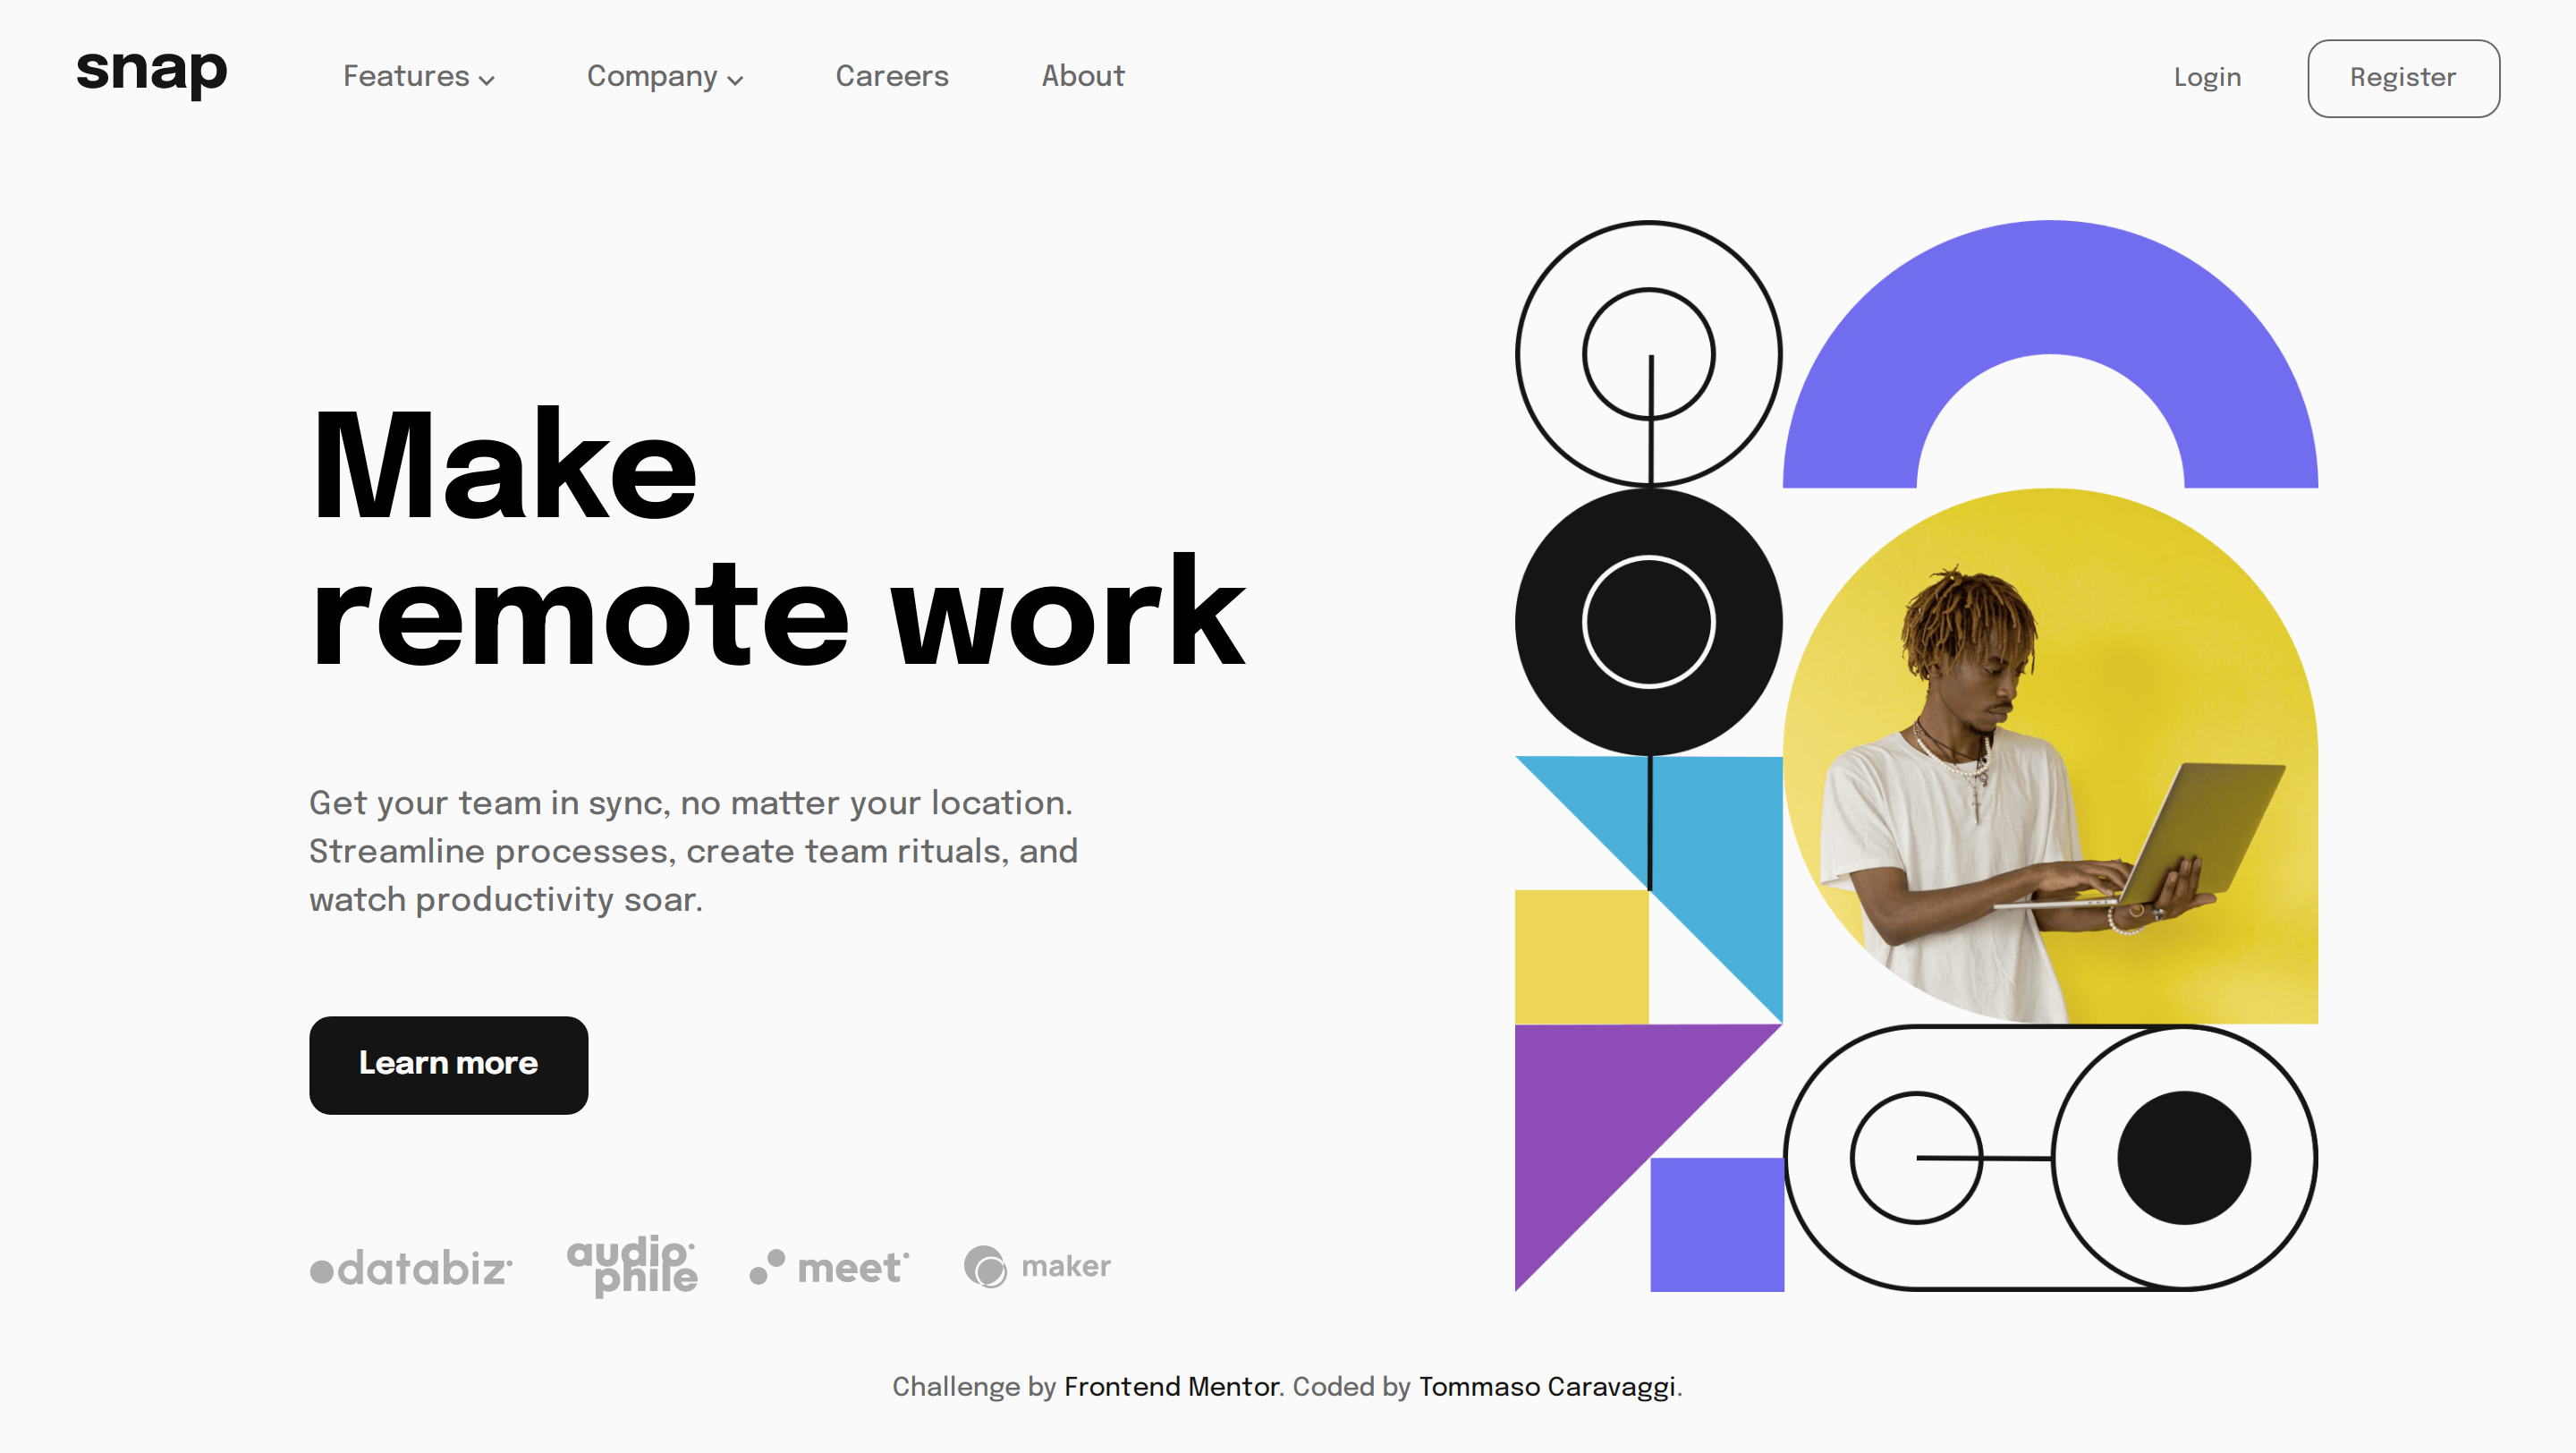 snap
Features
Company
Careers
About
Login
Register
Make
remote work
Get your team in sync, no matter your location.
Streamline processes, create team rituals, and
watch productivity soar.
Learn more
databiz
audio
phile
meet
maker
Challenge by Frontend Mentor. Coded by Tommaso Caravaggi.